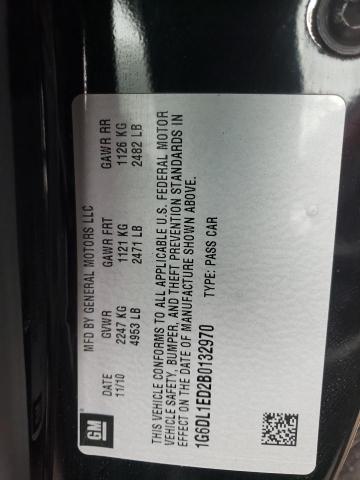 MFD BY GENERAL MOTORS LLC
DATE GVWR GAWR FRT GAWR RR
11/10 2247 KG 1121 KG 1126 KG
4953 LB 2471 LB 2482 LB
THIS VEHICLE CONFORMS TO ALL APPLICABLE U.S. FEDERAL MOTOR
VEHICLE SAFETY, BUMPER, AND THEFT PREVENTION STANDARDS IN
EFFECT ON THE DATE OF MANUFACTURE SHOWN ABOVE.
1G6DL1ED2B0132970 TYPE: PASS CAR
GM